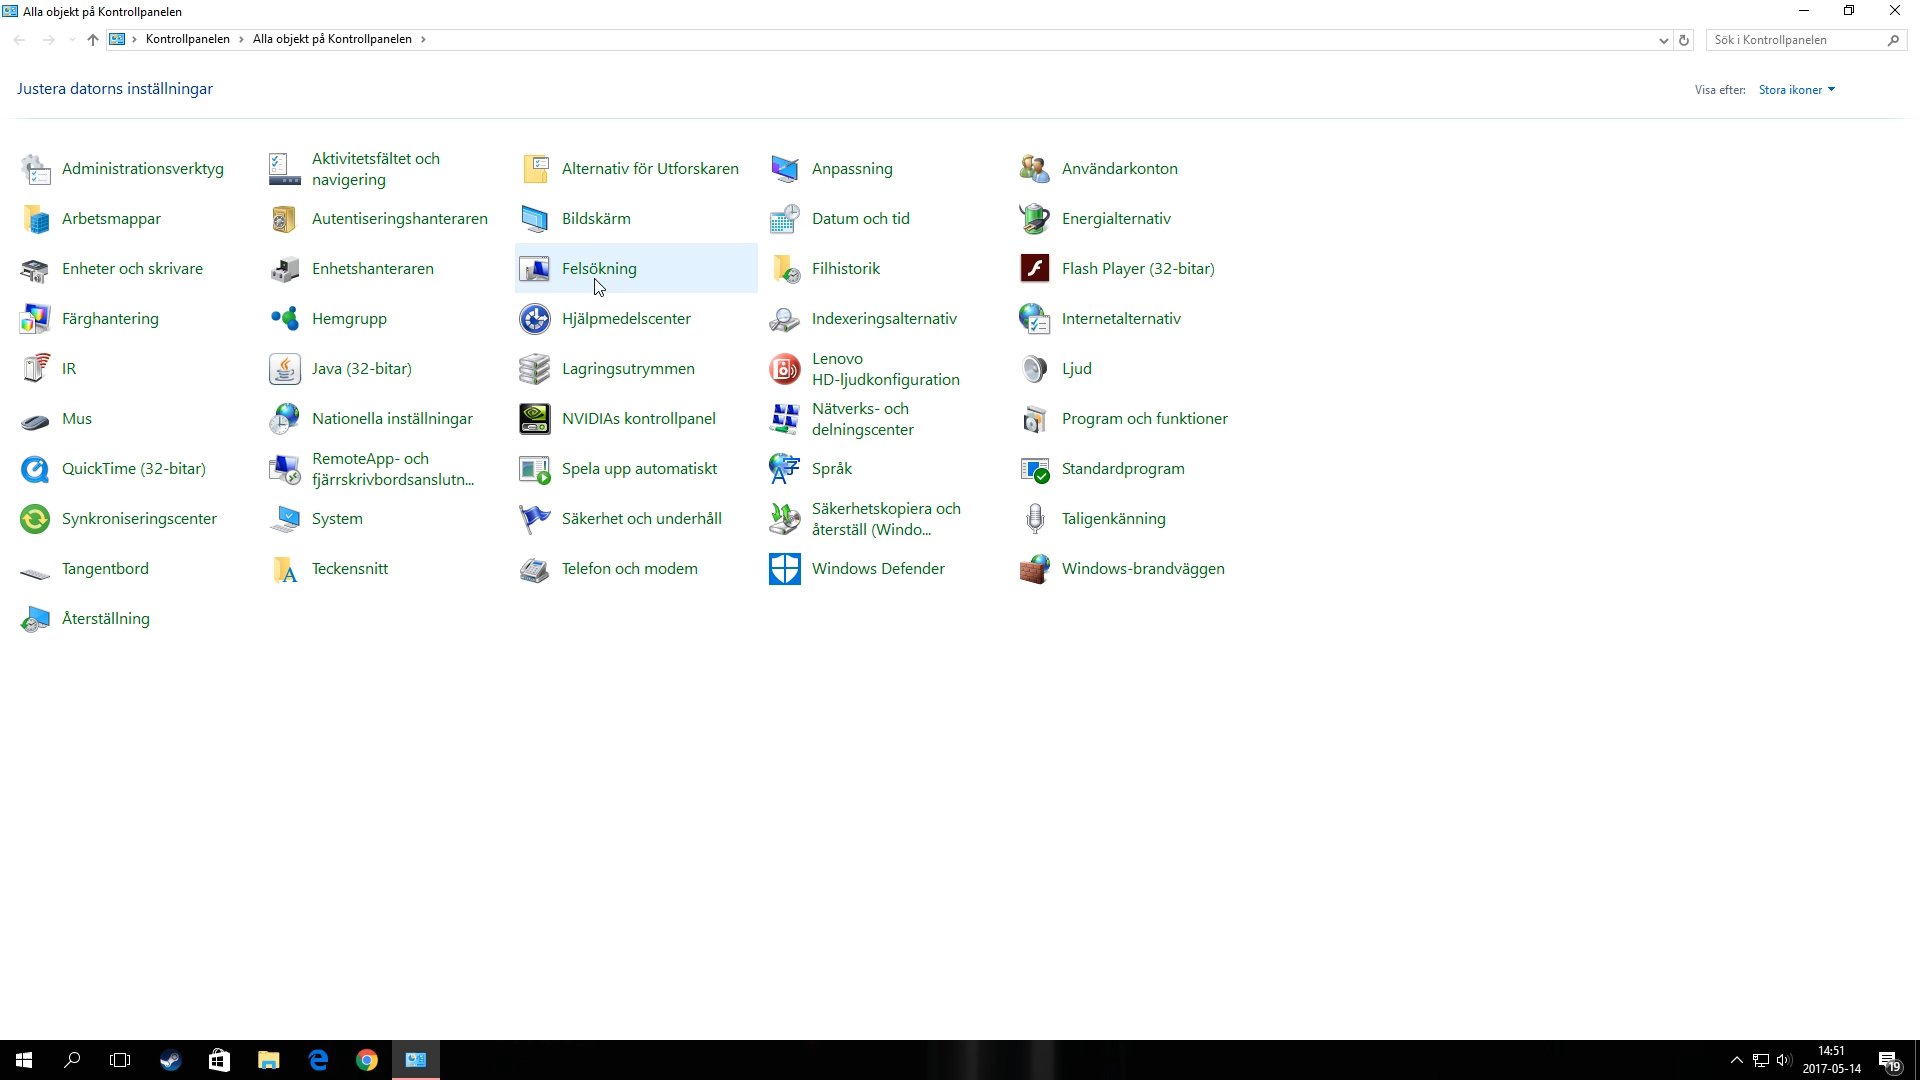 Alla objekt på Kontrollpanelen
Kontrollpanelen
Alla objekt på Kontrollpanelen
Sök i Kontrollpanelen
Justera datorns inställningar
Visa efter: Stora ikoner
Administrationsverktyg
Aktivitetsfältet och
navigering
Alternativ för Utforskaren
Anpassning
Användarkonton
Arbetsmappar
Autentiseringshanteraren
Bildskärm
Datum och tid
Energialternativ
Enheter och skrivare
Enhetshanteraren
Felsökning
Filhistorik
Flash Player (32-bitar)
Färghantering
Hemgrupp
Hjälpmedelscenter
Indexeringsalternativ
Internetalternativ
IR
Java (32-bitar)
Lagringsutrymmen
Lenovo
HD-ljudkonfiguration
Ljud
Mus
Nationella inställningar
NVIDIAs kontrollpanel
Nätverks- och
delningscenter
Program och funktioner
QuickTime (32-bitar)
RemoteApp- och
fjärrskrivbordsanslutn...
Spela upp automatiskt
Språk
Standardprogram
Synkroniseringscenter
System
Säkerhet och underhåll
Säkerhetskopiera och
återställ (Windo...
Taligenkänning
Tangentbord
Teckensnitt
Telefon och modem
Windows Defender
Windows-brandväggen
Återställning
14:51
2017-05-14
19